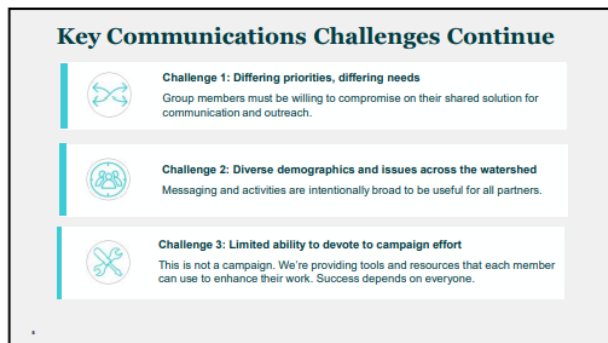 Key Communications Challenges Continue
Challenge 1: Differing priorities, differing needs
Group members must be willing to compromise on their shared solution for
communication and outreach.
Challenge 2: Diverse demographics and issues across the watershed
Messaging and activities are intentionally broad to be useful for all partners.
Challenge 3: Limited ability to devote to campaign effort
This is not a campaign. We're providing tools and resources that each member
can use to enhance their work. Success depends on everyone.